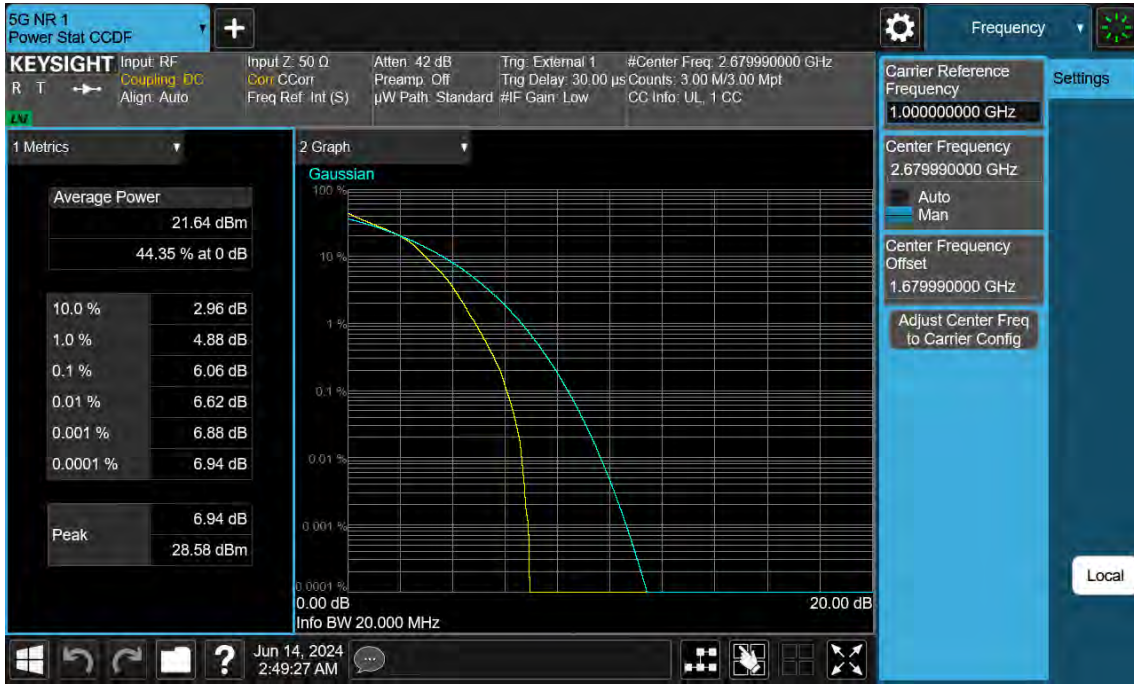 5G NR 1
Power Stat CCDF
+
Frequency
KEYSIGHT
R T
LXI
Input: RF
Coupling: DC
Align: Auto
Input Z: 50 Ω
Corr CCorr
Freq Ref: Int (S)
Atten: 42 dB
Preamp: Off
µW Path: Standard
#IF Gain: Low
Trig: External 1
Trig Delay: 30.00 µs
#Center Freq: 2.679990000 GHz
Counts: 3.00 M/3.00 Mpt
CC Info: UL, 1 CC
Carrier Reference
Frequency
1.000000000 GHz
Settings
Center Frequency
2.679990000 GHz
Auto
Man
Center Frequency
Offset
1.679990000 GHz
Adjust Center Freq
to Carrier Config
Local
1 Metrics
Average Power
21.64 dBm
44.35 % at 0 dB
10.0 % 2.96 dB
1.0 % 4.88 dB
0.1 % 6.06 dB
0.01 % 6.62 dB
0.001 % 6.88 dB
0.0001 % 6.94 dB
Peak
6.94 dB
28.58 dBm
2 Graph
Gaussian
100 %
10 %
1 %
0.1 %
0.01 %
0.001 %
0.0001 %
0.00 dB 20.00 dB
Info BW 20.000 MHz
?
Jun 14, 2024
2:49:27 AM